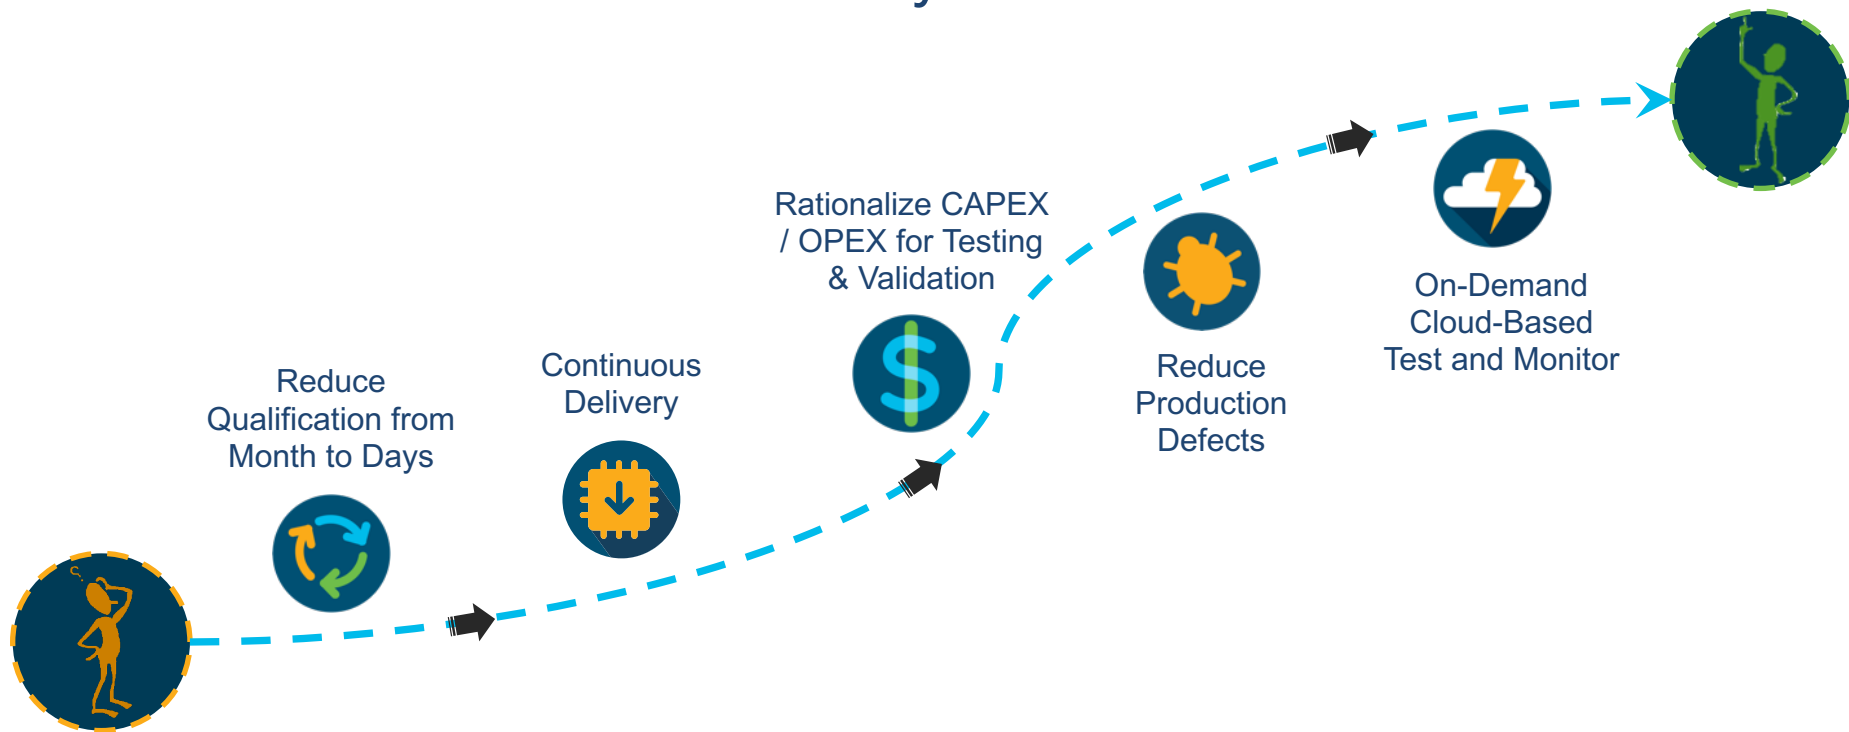 Reduce
Qualification from
Month to Days
Continuous
Delivery
Rationalize CAPEX
/ OPEX for Testing
& Validation
Reduce
Production
Defects
On-Demand
Cloud-Based
Test and Monitor